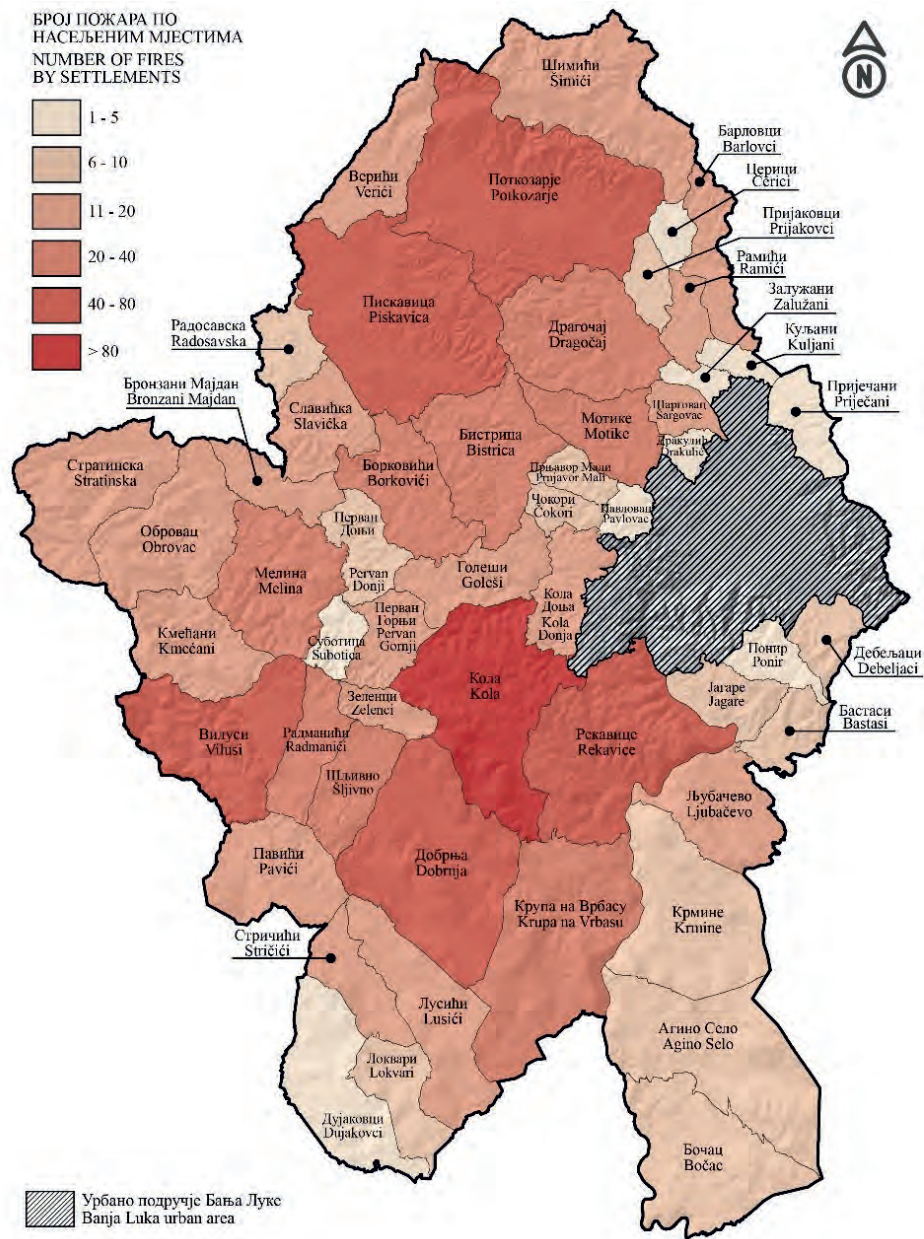 БРОЈ ПОЖАРА ПО
НАСЕЉЕНИМ МЈЕСТИМА
NUMBER OF FIRES
BY SETTLEMENTS
1 - 5
6 - 10
11 - 20
20 - 40
40 - 80
> 80
N
Шимићи
Šimići
Барловци
Barlovci
Верићи
Verići
Поткозарје
Potkozarje
Церици
Cerici
Пријаковци
Prijakovci
Рамићи
Ramići
Пискавица
Piskavica
Залужани
Zalužani
Драгочај
Dragočaj
Радосавска
Radosavska
Куљани
Kuljani
Бронзани Мајдан
Bronzani Majdan
Пријечани
Priječani
Славићка
Slavićka
Шарговац
Šargovac
Мотике
Motike
Бистрица
Bistrica
Дракулић
Drakulić
Стратинска
Stratinska
Борковићи
Borkovići
Прњавор Мали
Prnjavor Mali
Чокори
Čokori
Павловац
Pavlovac
Перван
Доњи
Pervan
Donji
Обровац
Obrovac
Голеши
Goleši
Мелина
Melina
Кола
Доња
Kola
Donja
Перван
Горњи
Pervan
Gornji
Кмећани
Kmećani
Суботица
Subotica
Понир
Ponir
Дебељаци
Debeljaci
Кола
Kola
Јагаре
Jagare
Зеленци
Zelenci
Бастаси
Bastasi
Вилуси
Vilusi
Радманићи
Radmanići
Рекавице
Rekavice
Шљивно
Šljivno
Љубачево
Ljubačevo
Павићи
Pavići
Добрња
Dobrnja
Крупа на Врбасу
Krupa na Vrbasu
Крмине
Krmine
Стричићи
Stričići
Лусићи
Lusići
Агино Село
Agino Selo
Локвари
Lokvari
Дујаковци
Dujakovci
Бочац
Bočac
Урбано подручје Бања Луке
Banja Luka urban area